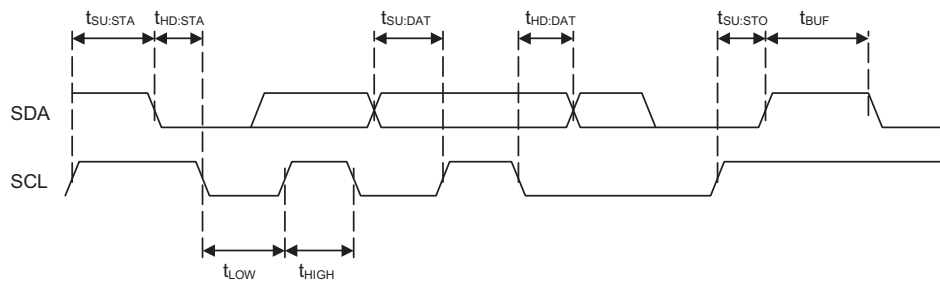 tSU:STA tHD:STA tSU:DAT tHD:DAT tSU:STO tBUF
SDA
SCL
tLOW tHIGH